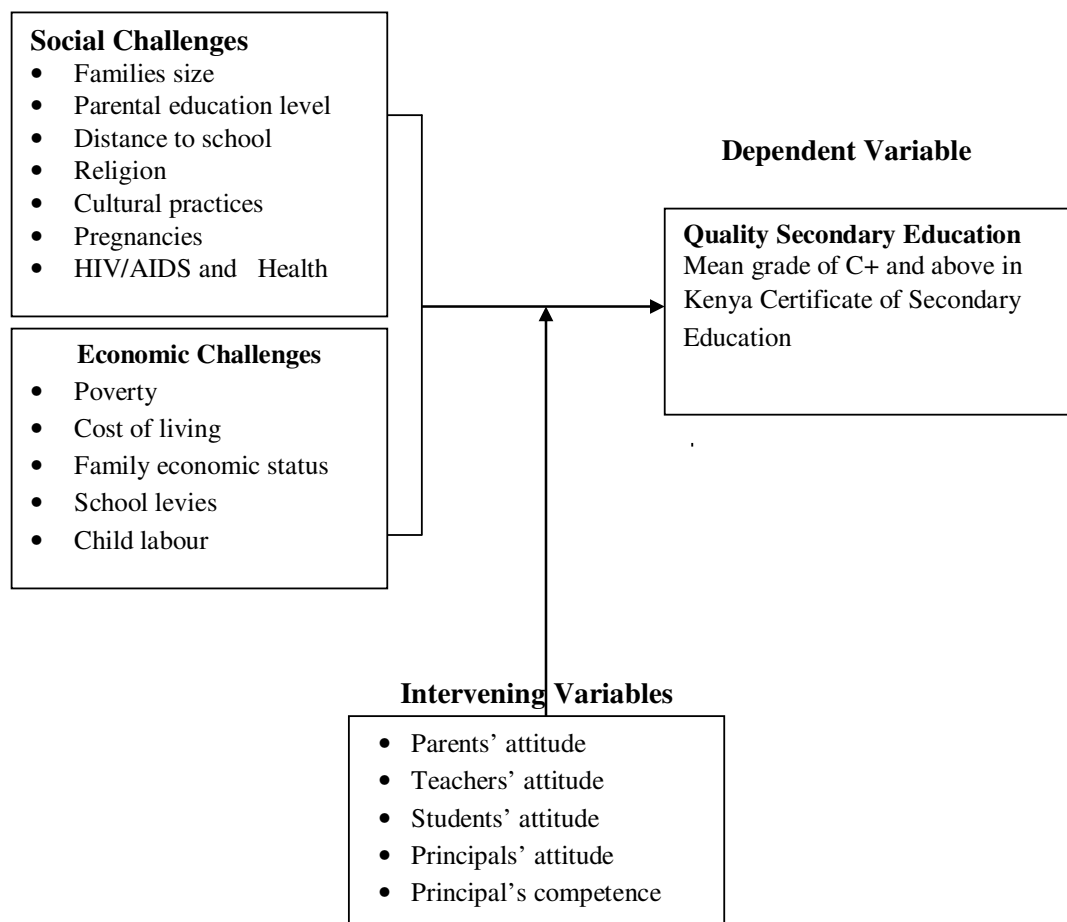 Social Challenges
• Families size
• Parental education level
• Distance to school
• Religion
• Cultural practices
• Pregnancies
• HIV/AIDS and Health
Economic Challenges
• Poverty
• Cost of living
• Family economic status
• School levies
• Child labour
Dependent Variable
Quality Secondary Education
Mean grade of C+ and above in
Kenya Certificate of Secondary
Education
Intervening Variables
• Parents’ attitude
• Teachers’ attitude
• Students’ attitude
• Principals’ attitude
• Principal’s competence